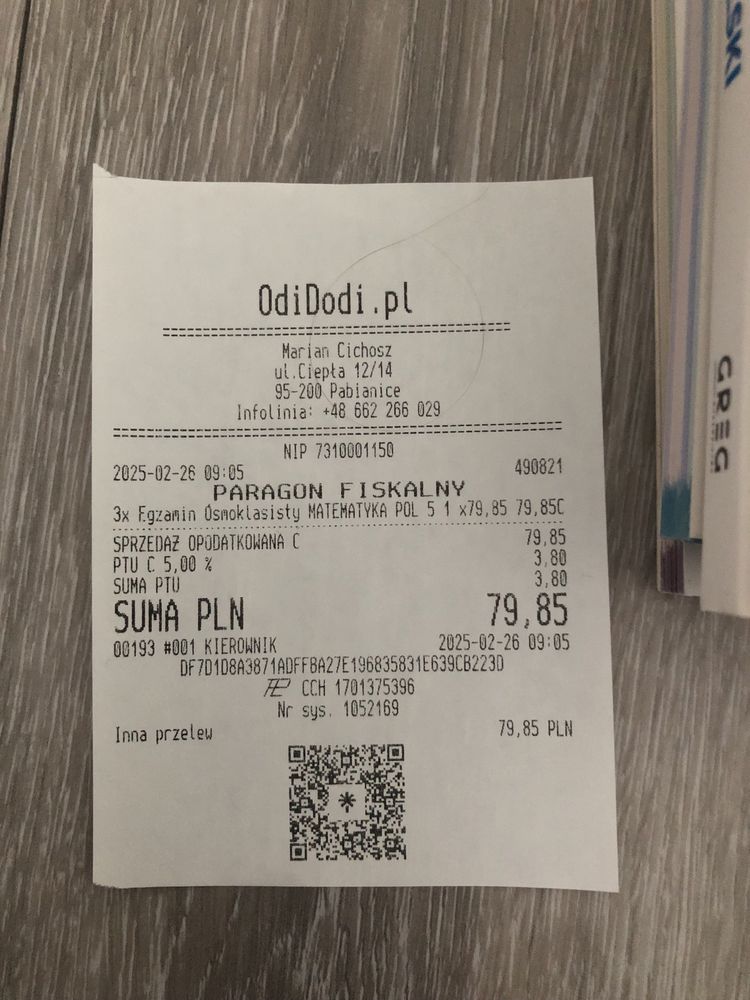 OdiDodi.pl
Marian Cichosz
ul.Ciepła 12/14
95-200 Pabianice
Infolinia: +48 662 266 029
NIP 7310001150
2025-02-26 09:05 490821
PARAGON FISKALNY
3x Egzamin Ósmoklasisty MATEMATYKA POL 5 1 x79,85 79,85C
SPRZEDAŻ OPODATKOWANA C 79,85
PTU C 5,00 % 3,80
SUMA PTU 3,80
SUMA PLN 79,85
00193 #001 KIEROWNIK 2025-02-26 09:05
DF7D1D8A3871ADFFBA27E196835831E639CB223D
CCH 1701375396
Nr sys. 1052169
Inna przelew 79,85 PLN
GREG